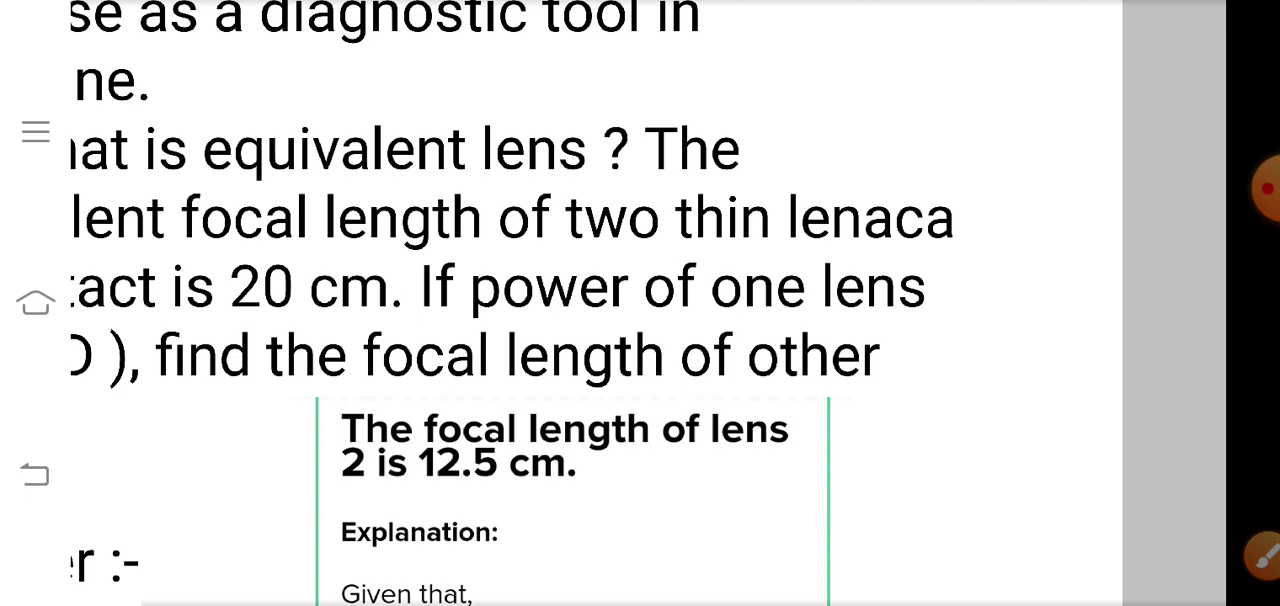 se as a diagnostic tool in
ne.
at is equivalent lens ? The
lent focal length of two thin lenaca
tact is 20 cm. If power of one lens
D ), find the focal length of other
The focal length of lens
2 is 12.5 cm.
Explanation:
r :-
Given that,